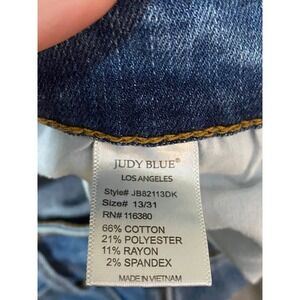 JUDY BLUE®
LOS ANGELES
Style# JB82113DK
Size# 13/31
RN# 116380
66% COTTON
21% POLYESTER
11% RAYON
2% SPANDEX
MADE IN VIETNAM